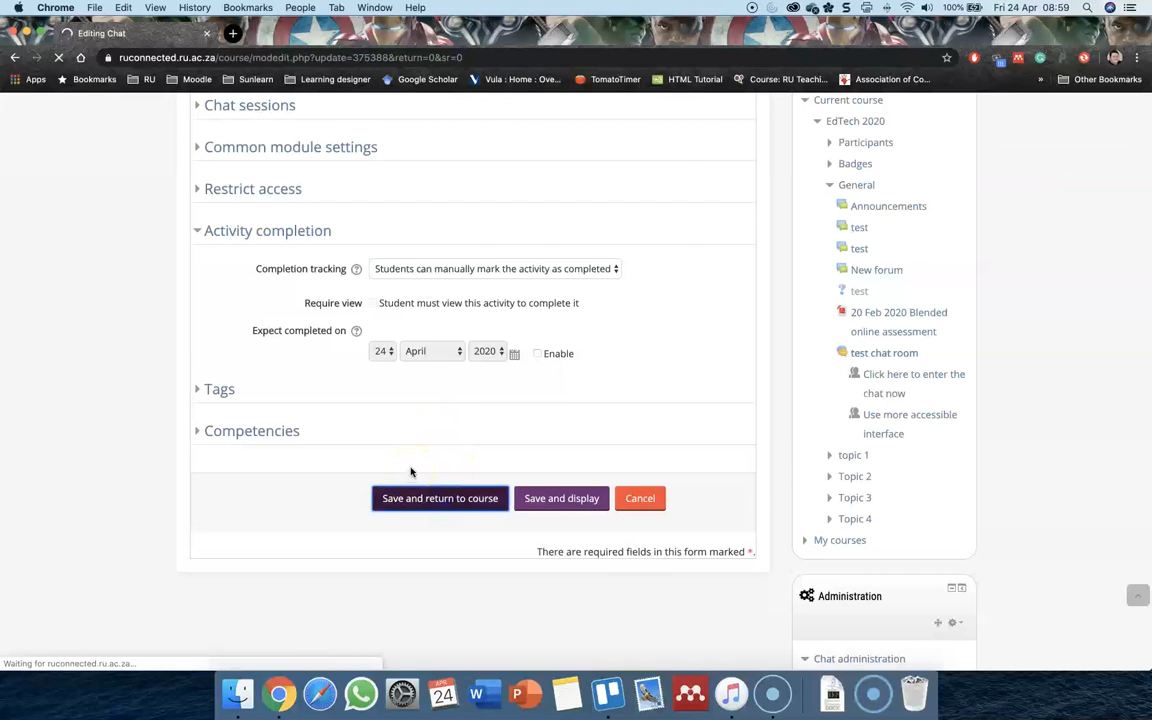 Chrome File Edit View History Bookmarks People Tab Window Help 100% Fri 24 Apr 08:59
Editing Chat
ruconnected.ru.ac.za/course/modedit.php?update=375388&return=0&sr=0
Apps Bookmarks RU Moodle Sunlearn Learning designer Google Scholar Vula : Home : Ove... TomatoTimer HTML Tutorial Course: RU Teachi... Association of Co... » Other Bookmarks
Chat sessions
Common module settings
Restrict access
Activity completion
Completion tracking Students can manually mark the activity as completed
Require view Student must view this activity to complete it
Expect completed on
24 April 2020 Enable
Tags
Competencies
Save and return to course Save and display Cancel
There are required fields in this form marked *.
Current course
EdTech 2020
Participants
Badges
General
Announcements
test
test
New forum
test
20 Feb 2020 Blended
online assessment
test chat room
Click here to enter the
chat now
Use more accessible
interface
topic 1
Topic 2
Topic 3
Topic 4
My courses
Administration
Chat administration
Waiting for ruconnected.ru.ac.za...
APR
24